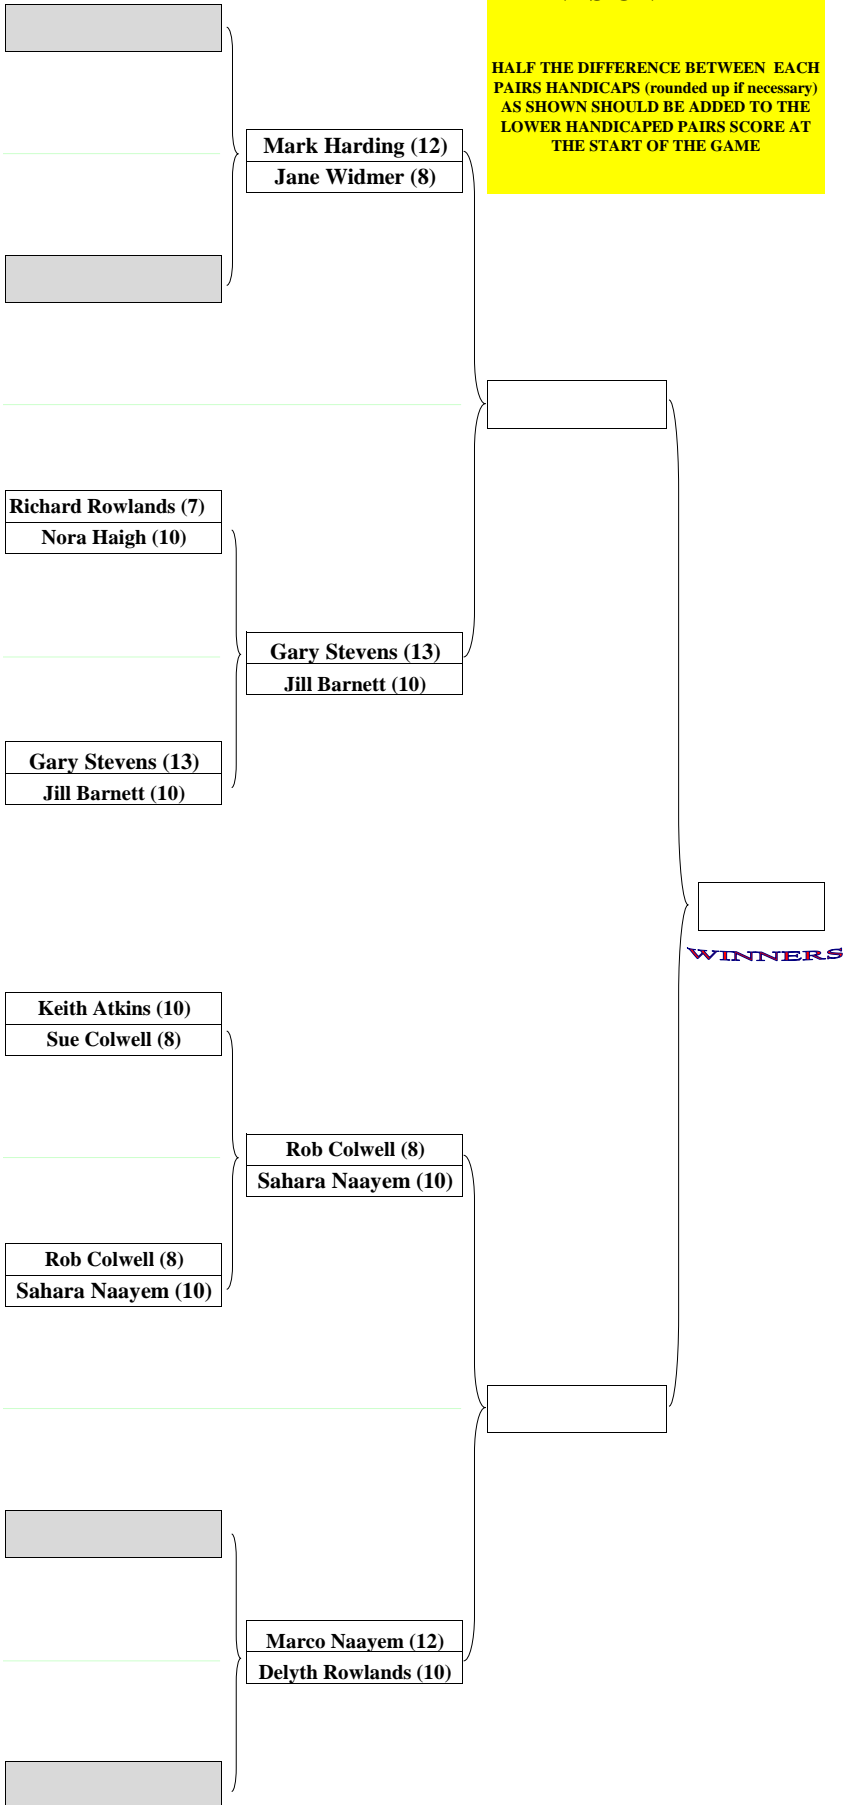 HALF THE DIFFERENCE BETWEEN EACH
PAIRS HANDICAPS (rounded up if necessary)
AS SHOWN SHOULD BE ADDED TO THE
LOWER HANDICAPED PAIRS SCORE AT
THE START OF THE GAME
Mark Harding (12)
Jane Widmer (8)
Richard Rowlands (7)
Nora Haigh (10)
Gary Stevens (13)
Jill Barnett (10)
Gary Stevens (13)
Jill Barnett (10)
WINNERS
Keith Atkins (10)
Sue Colwell (8)
Rob Colwell (8)
Sahara Naayem (10)
Rob Colwell (8)
Sahara Naayem (10)
Marco Naayem (12)
Delyth Rowlands (10)